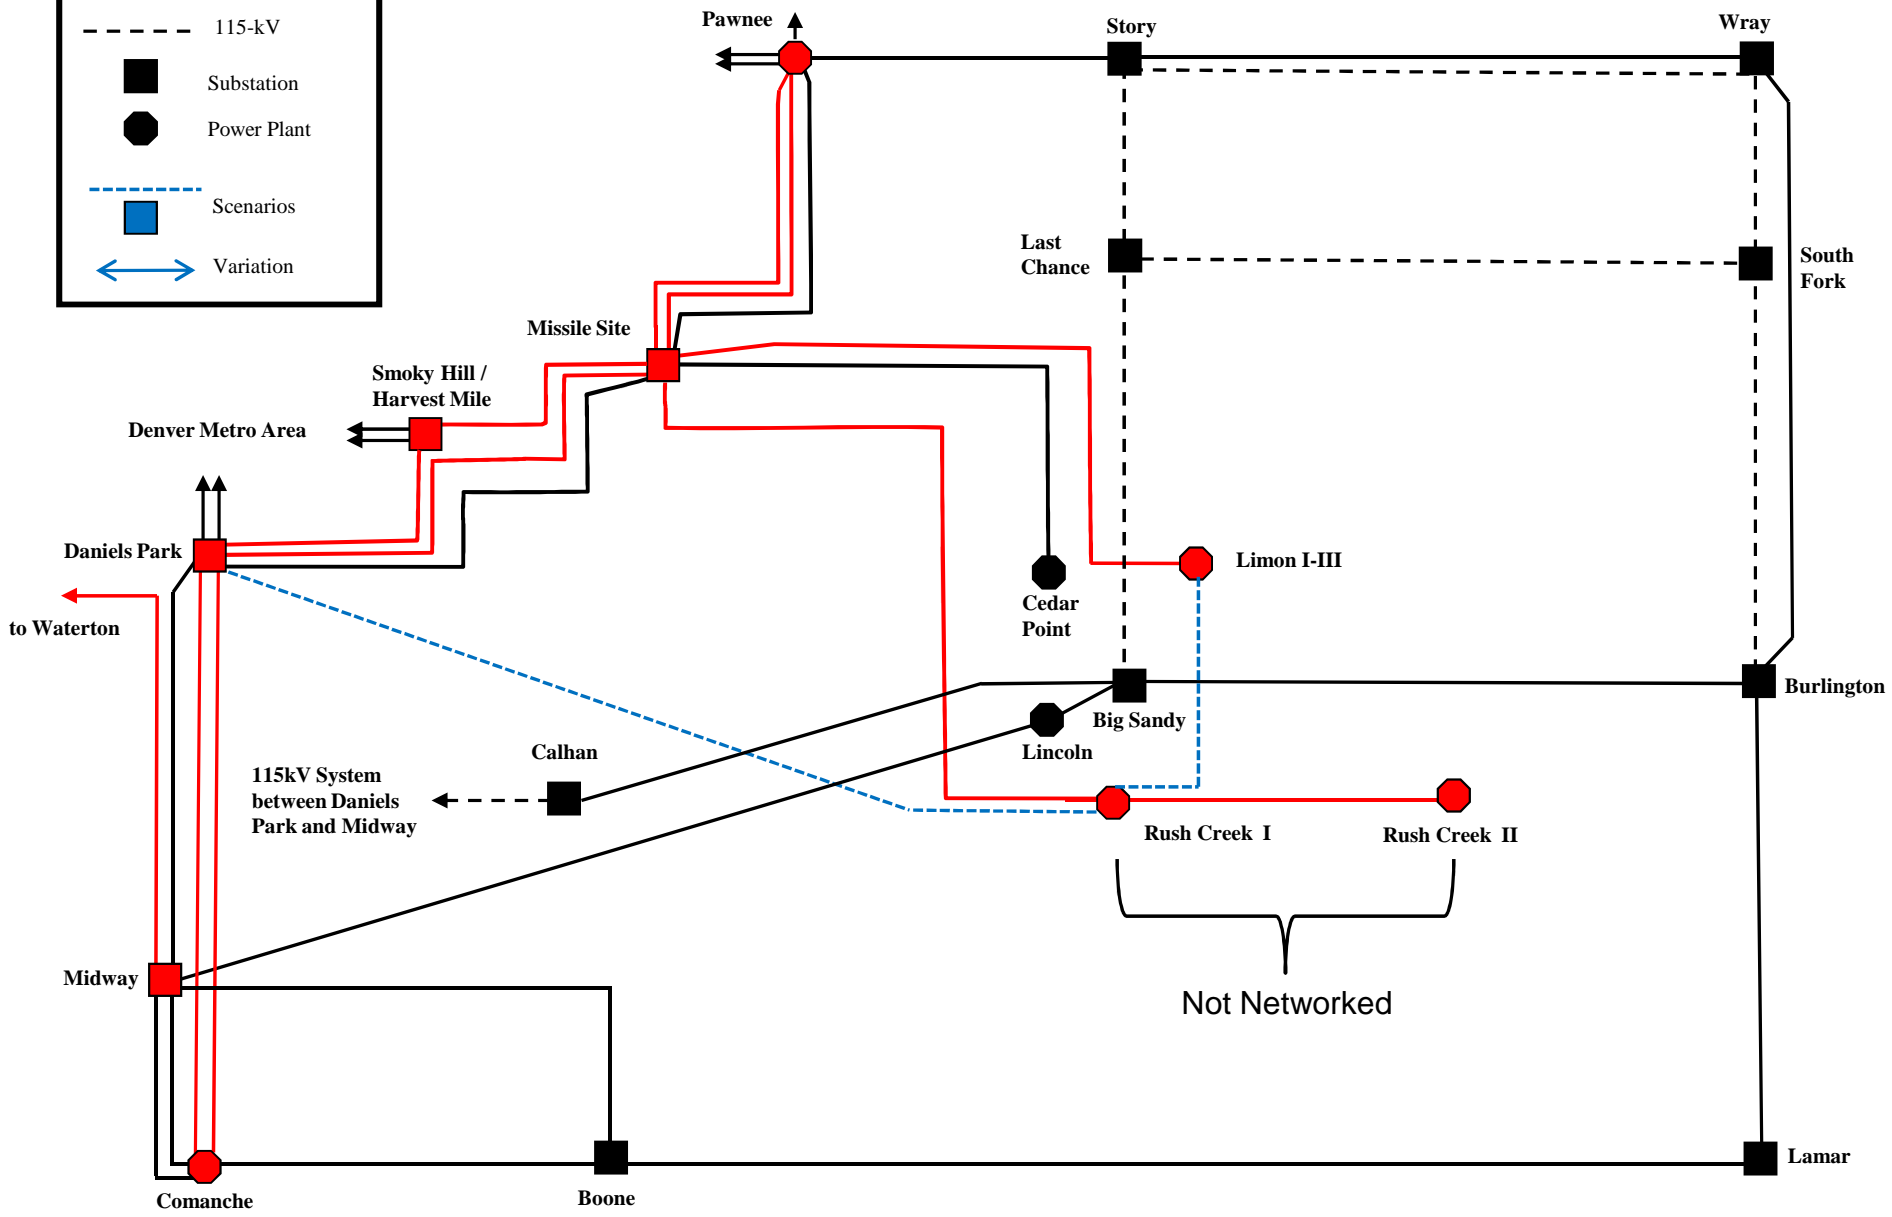 115-kV
Substation
Power Plant
Scenarios
Variation
Pawnee
Story
Wray
Last
Chance
South
Fork
Missile Site
Smoky Hill /
Harvest Mile
Denver Metro Area
Daniels Park
to Waterton
Cedar
Point
Limon I-III
Burlington
Big Sandy
Lincoln
Calhan
115kV System
between Daniels
Park and Midway
Rush Creek I
Rush Creek II
Midway
Not Networked
Comanche
Boone
Lamar